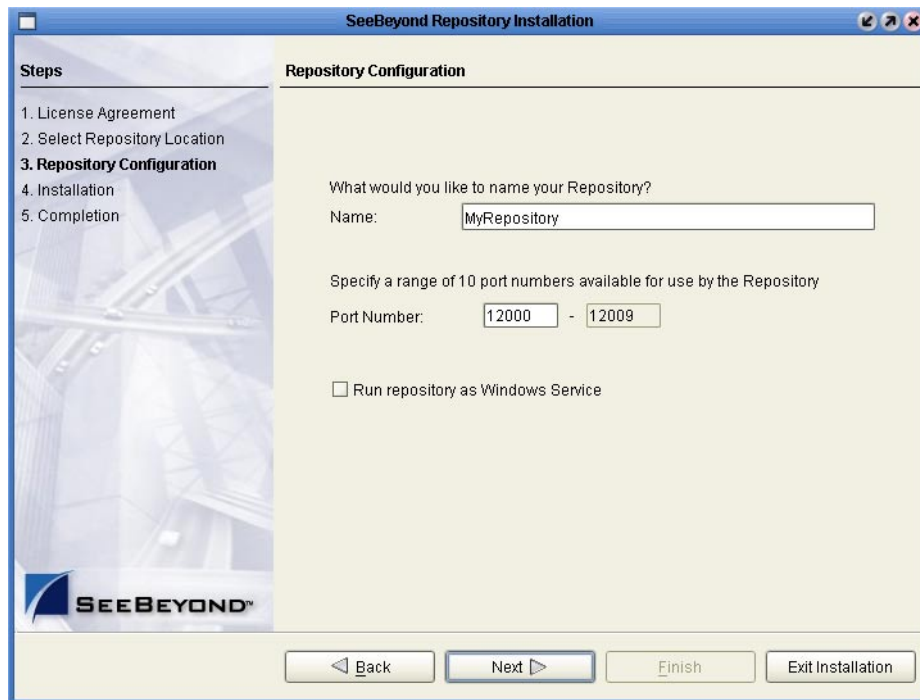 SeeBeyond Repository Installation
Steps
1. License Agreement
2. Select Repository Location
3. Repository Configuration
4. Installation
5. Completion
SEEBEYOND™
Repository Configuration
What would you like to name your Repository?
Name: MyRepository
Specify a range of 10 port numbers available for use by the Repository
Port Number: 12000 - 12009
Run repository as Windows Service
Back Next Finish Exit Installation